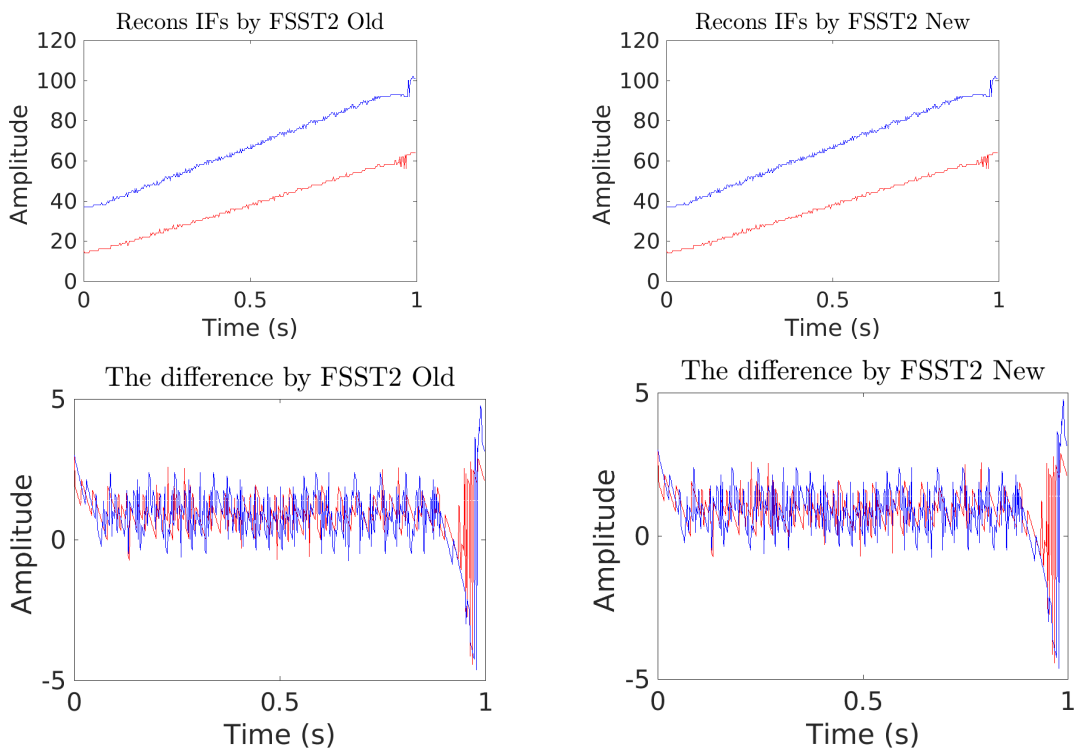 Recons IFs by FSST2 Old
120
100
80
60
40
20
0
Amplitude
0 0.5 1
Time (s)
Recons IFs by FSST2 New
120
100
80
60
40
20
0
Amplitude
0 0.5 1
Time (s)
The difference by FSST2 Old
5
0
-5
Amplitude
0 0.5 1
Time (s)
The difference by FSST2 New
5
0
-5
Amplitude
0 0.5 1
Time (s)